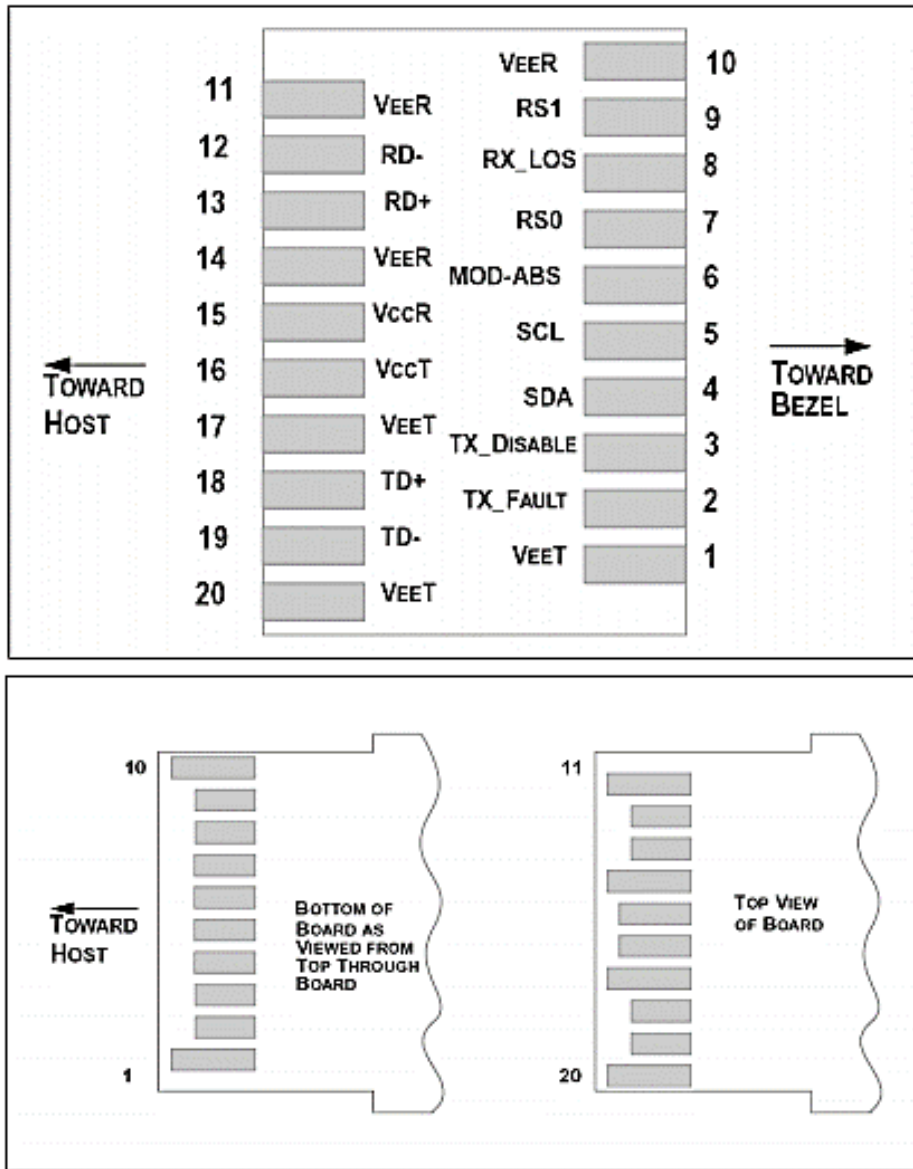 VEER 10
11 VEER
RS1 9
12 RD-
RX_LOS 8
13 RD+
RS0 7
14 VEER
MOD-ABS 6
15 VCCR
SCL 5
16 VCCT
TOWARD HOST
TOWARD BEZEL
SDA 4
17 VEET
TX_DISABLE 3
18 TD+
TX_FAULT 2
19 TD-
VEET 1
20 VEET
10
TOWARD
HOST
1
BOTTOM OF
BOARD AS
VIEWED FROM
TOP THROUGH
BOARD
11
TOP VIEW
OF BOARD
20